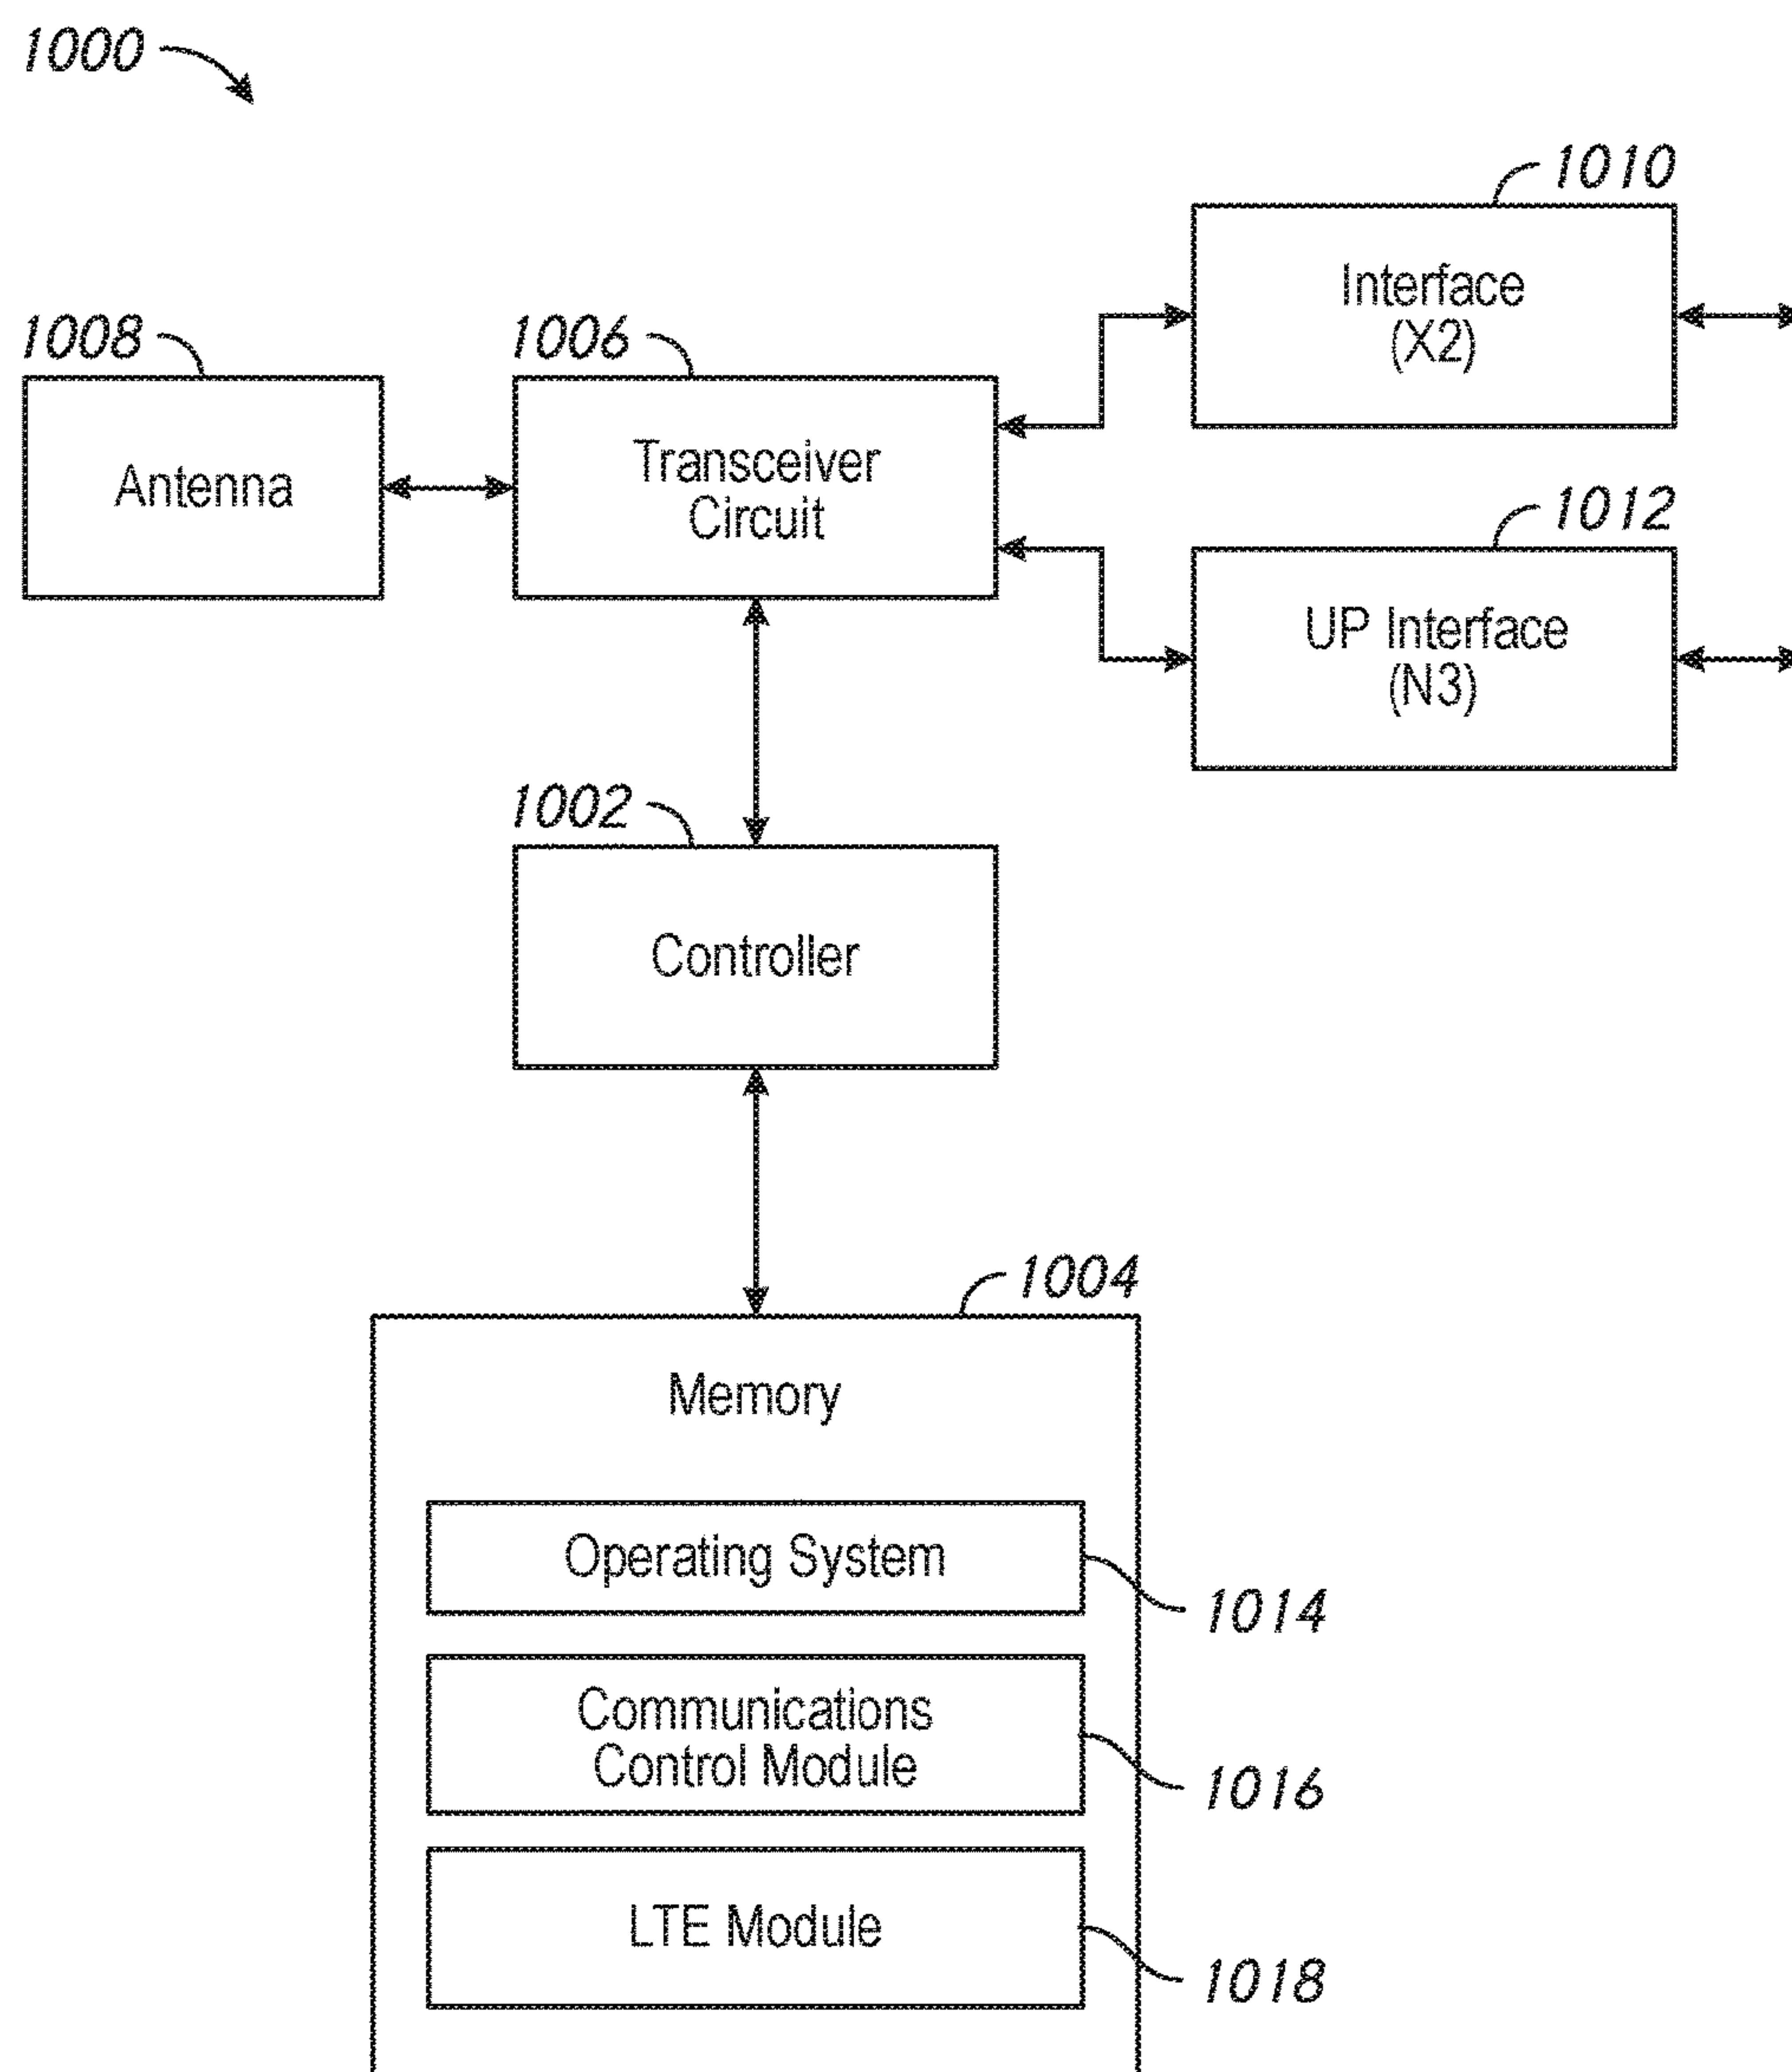 1000
1010
Interface
(X2)
1008
1006
Antenna
Transceiver
Circuit
1012
UP Interface
(N3)
1002
Controller
1004
Memory
Operating System
1014
Communications
Control Module
1016
LTE Module
1018